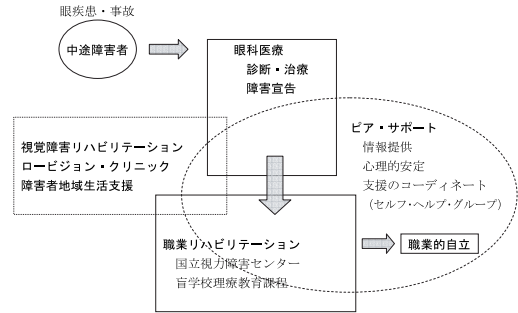 眼疾患・事故
中途障害者
眼科医療
診断・治療
障害宣告
視覚障害リハビリテーション
ロービジョン・クリニック
障害者地域生活支援
ピア・サポート
情報提供
心理的安定
支援のコーディネート
（セルフ・ヘルプ・グループ）
職業リハビリテーション
国立視力障害センター
盲学校理療教育課程
職業的自立